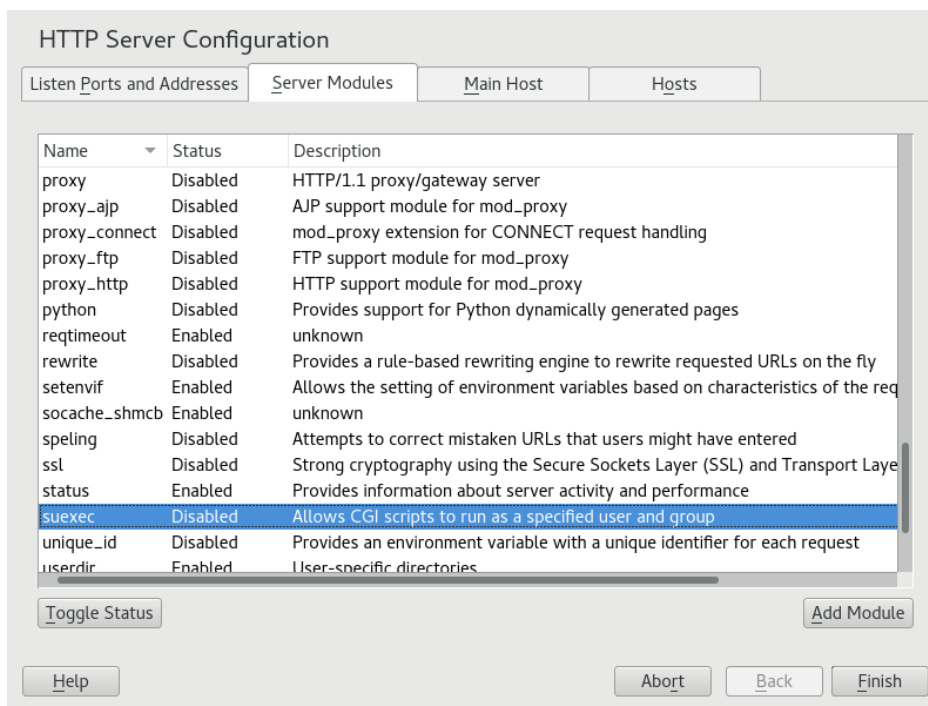 HTTP Server Configuration
Listen Ports and Addresses Server Modules Main Host Hosts
Name Status Description
proxy Disabled HTTP/1.1 proxy/gateway server
proxy_ajp Disabled AJP support module for mod_proxy
proxy_connect Disabled mod_proxy extension for CONNECT request handling
proxy_ftp Disabled FTP support module for mod_proxy
proxy_http Disabled HTTP support module for mod_proxy
python Disabled Provides support for Python dynamically generated pages
reqtimeout Enabled unknown
rewrite Disabled Provides a rule-based rewriting engine to rewrite requested URLs on the fly
setenvif Enabled Allows the setting of environment variables based on characteristics of the req
socache_shmcb Enabled unknown
speling Disabled Attempts to correct mistaken URLs that users might have entered
ssl Disabled Strong cryptography using the Secure Sockets Layer (SSL) and Transport Laye
status Enabled Provides information about server activity and performance
suexec Disabled Allows CGI scripts to run as a specified user and group
unique_id Disabled Provides an environment variable with a unique identifier for each request
userdir Enabled User-specific directories
Toggle Status Add Module
Help Abort Back Finish